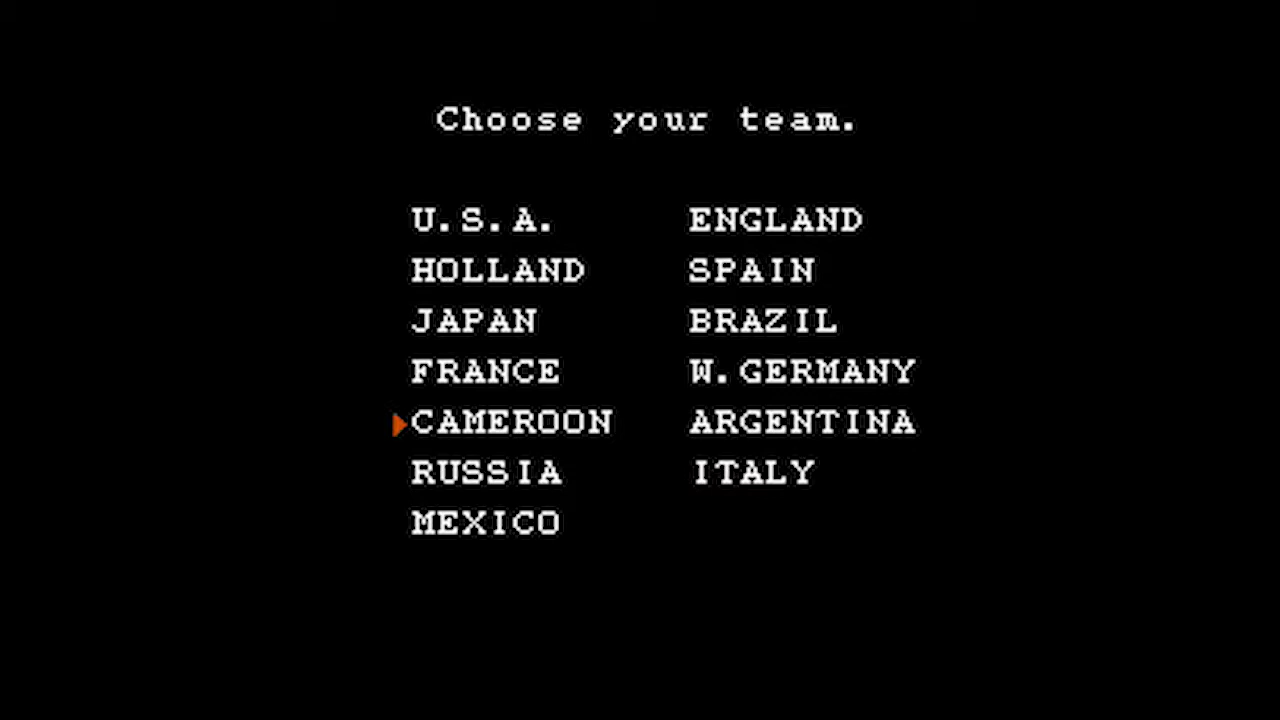 Choose your team.
U.S.A. ENGLAND
HOLLAND SPAIN
JAPAN BRAZIL
FRANCE W.GERMANY
CAMEROON ARGENTINA
RUSSIA ITALY
MEXICO